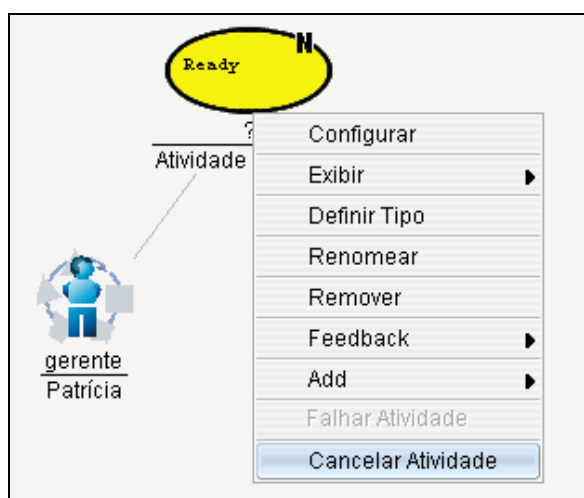 N
Ready
?
Atividade
Configurar
Exibir
Definir Tipo
Renomear
Remover
Feedback
Add
Falhar Atividade
Cancelar Atividade
gerente
Patrícia